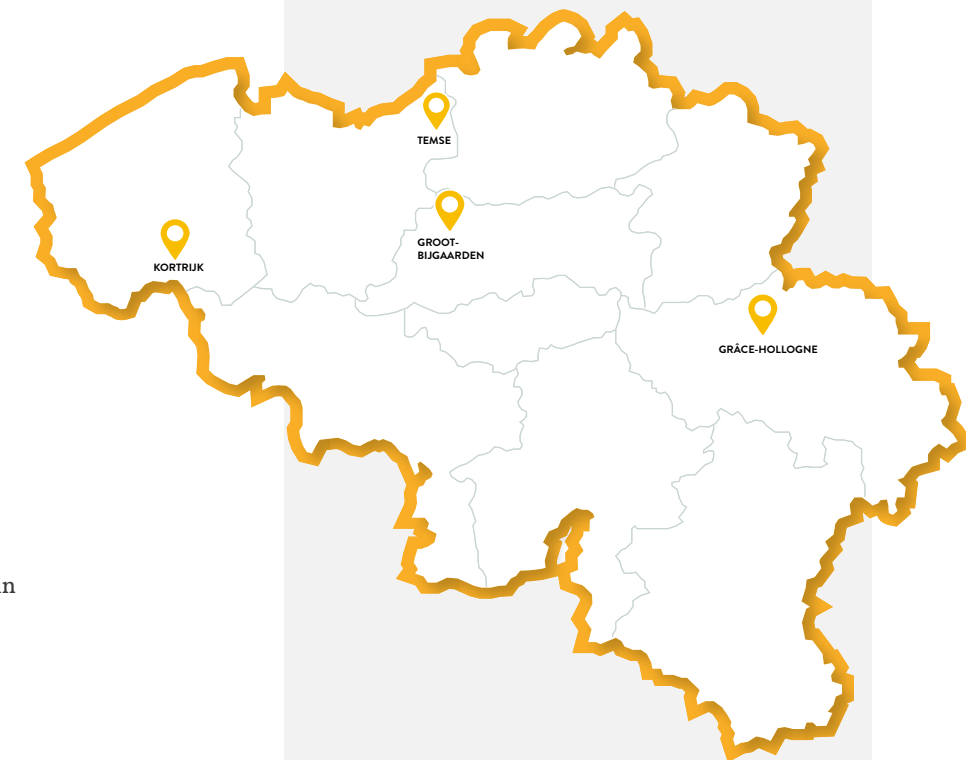 TEMSE
GROOT-
BIJGAARDEN
KORTRIJK
GRÂCE-HOLLOGNE